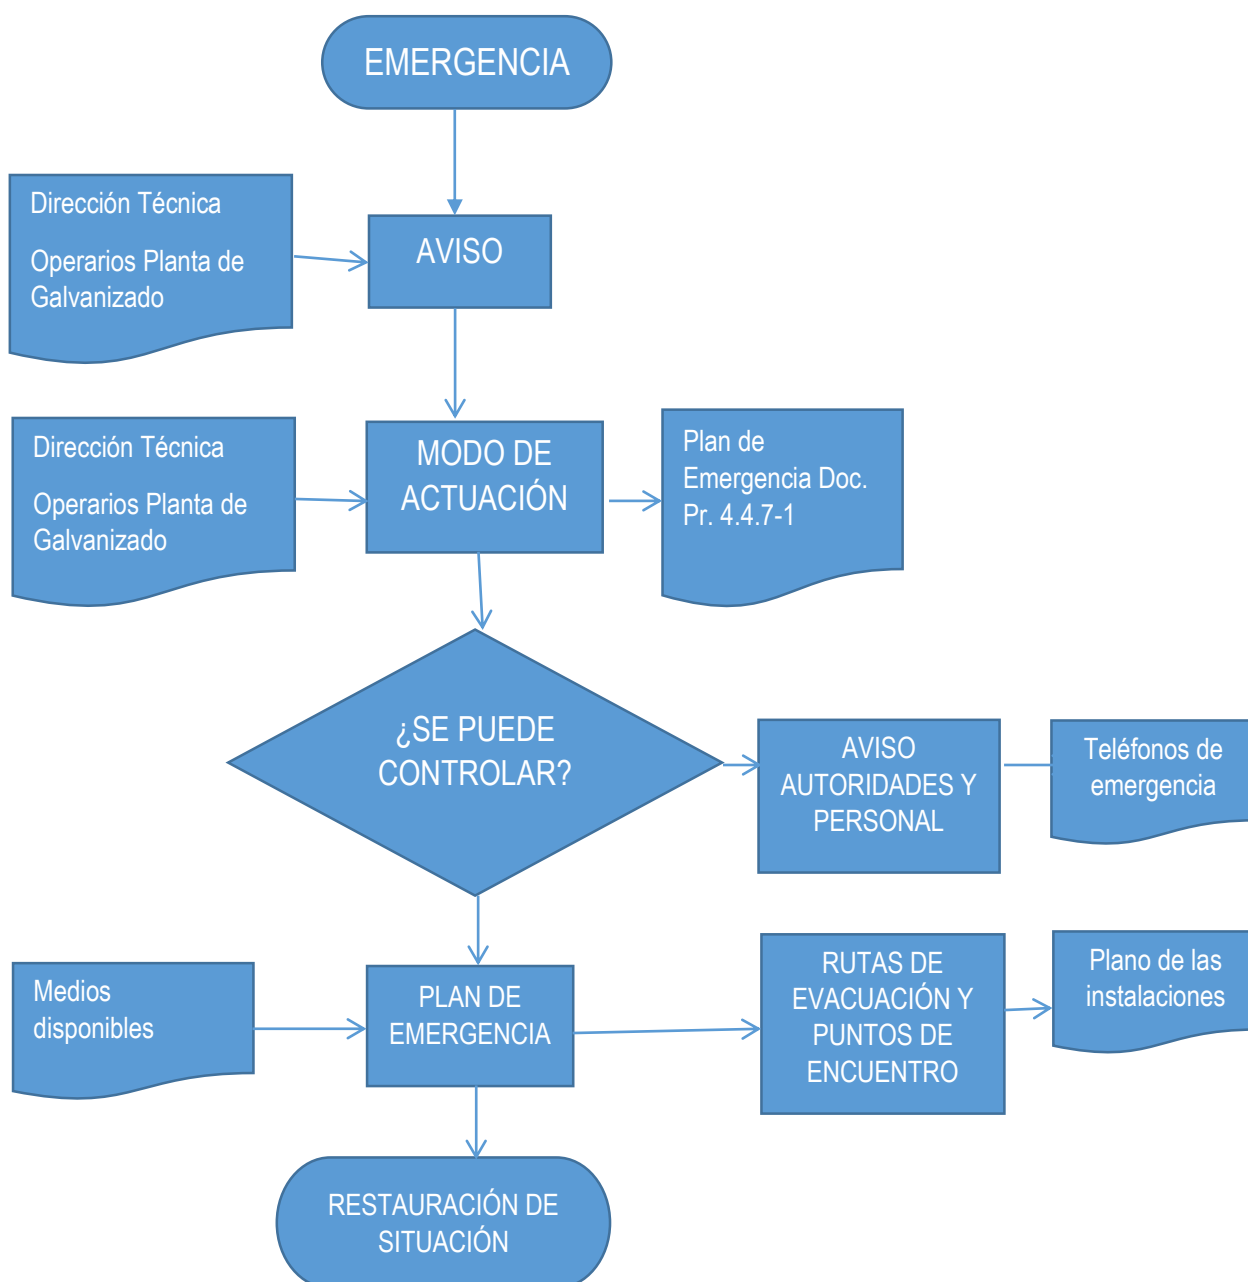 EMERGENCIA
Dirección Técnica
Operarios Planta de
Galvanizado
AVISO
Dirección Técnica
Operarios Planta de
Galvanizado
MODO DE
ACTUACIÓN
Plan de
Emergencia Doc.
Pr. 4.4.7-1
¿SE PUEDE
CONTROLAR?
AVISO
AUTORIDADES Y
PERSONAL
Teléfonos de
emergencia
Medios
disponibles
PLAN DE
EMERGENCIA
RUTAS DE
EVACUACIÓN Y
PUNTOS DE
ENCUENTRO
Plano de las
instalaciones
RESTAURACIÓN DE
SITUACIÓN